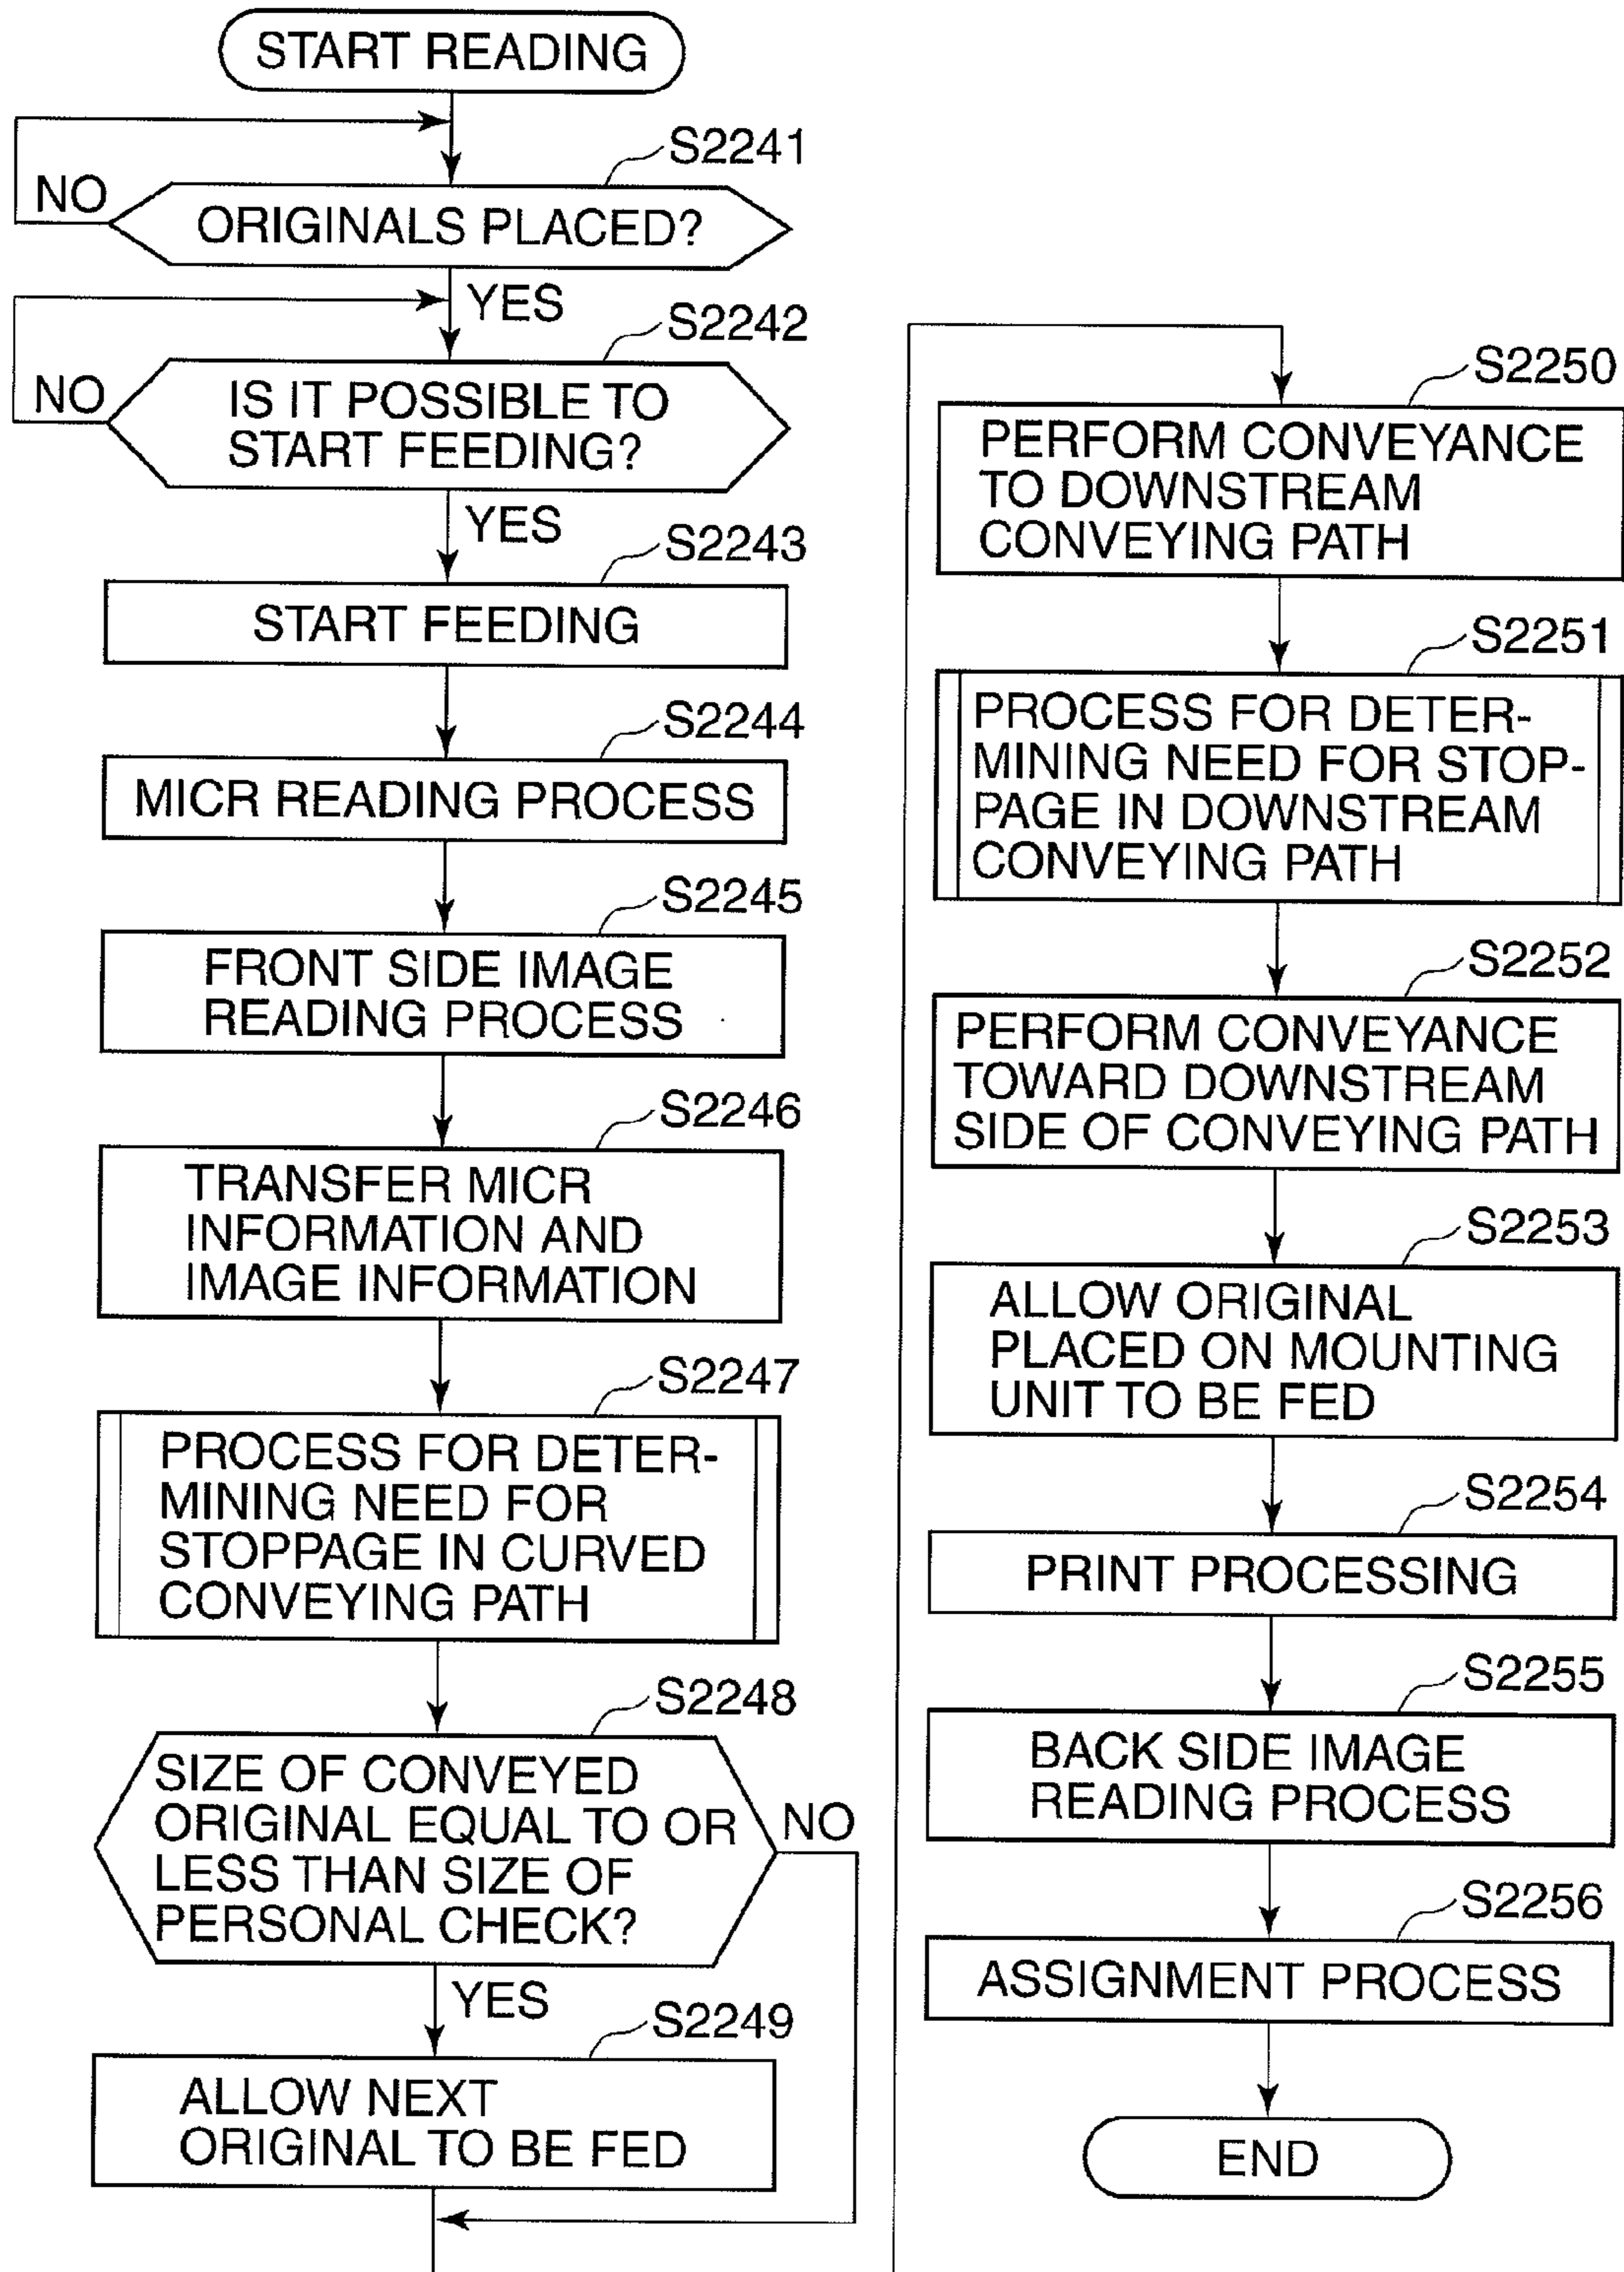 START READING
S2241
NO
ORIGINALS PLACED?
YES
S2242
NO
IS IT POSSIBLE TO
START FEEDING?
YES
S2243
START FEEDING
S2244
MICR READING PROCESS
S2245
FRONT SIDE IMAGE
READING PROCESS
S2246
TRANSFER MICR
INFORMATION AND
IMAGE INFORMATION
S2247
PROCESS FOR DETER-
MINING NEED FOR
STOPPAGE IN CURVED
CONVEYING PATH
S2248
SIZE OF CONVEYED
ORIGINAL EQUAL TO OR
LESS THAN SIZE OF
PERSONAL CHECK?
NO
YES
S2249
ALLOW NEXT
ORIGINAL TO BE FED
S2250
PERFORM CONVEYANCE
TO DOWNSTREAM
CONVEYING PATH
S2251
PROCESS FOR DETER-
MINING NEED FOR STOP-
PAGE IN DOWNSTREAM
CONVEYING PATH
S2252
PERFORM CONVEYANCE
TOWARD DOWNSTREAM
SIDE OF CONVEYING PATH
S2253
ALLOW ORIGINAL
PLACED ON MOUNTING
UNIT TO BE FED
S2254
PRINT PROCESSING
S2255
BACK SIDE IMAGE
READING PROCESS
S2256
ASSIGNMENT PROCESS
END